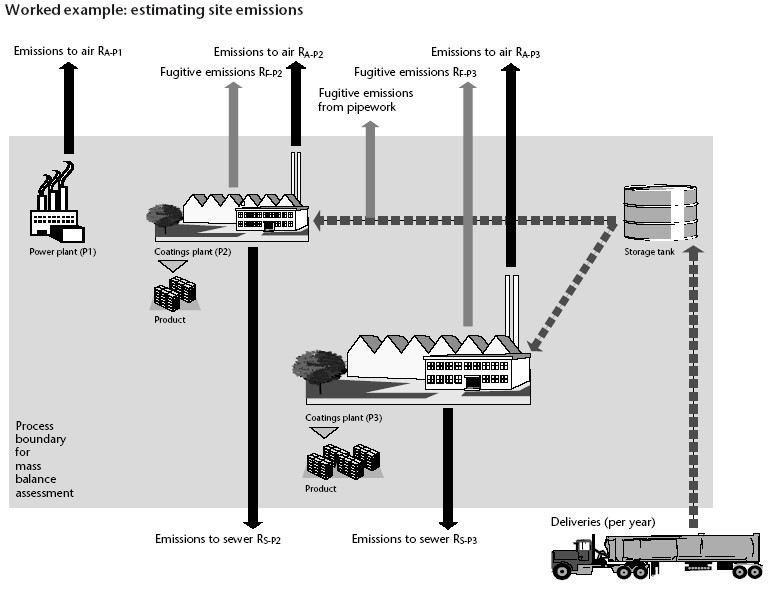 Worked example: estimating site emissions
Emissions to air RA-P1
Emissions to air RA-P2
Emissions to air RA-P3
Fugitive emissions RF-P2
Fugitive emissions RF-P3
Fugitive emissions
from pipework
Power plant (P1)
Coatings plant (P2)
Storage tank
Product
Coatings plant (P3)
Process
boundary
for
mass
balance
assessment
Product
Deliveries (per year)
Emissions to sewer RS-P2
Emissions to sewer RS-P3